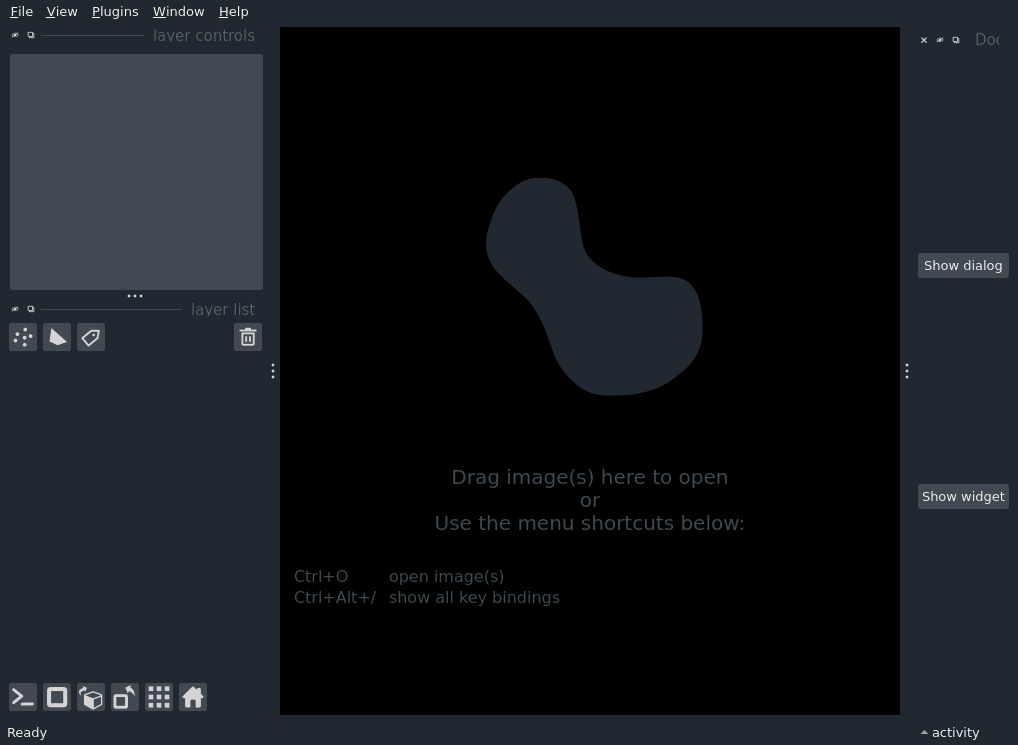 File View Plugins Window Help
layer controls
layer list
Drag image(s) here to open
or
Use the menu shortcuts below:
Ctrl+O open image(s)
Ctrl+Alt+/ show all key bindings
Show dialog
Show widget
Ready
activity